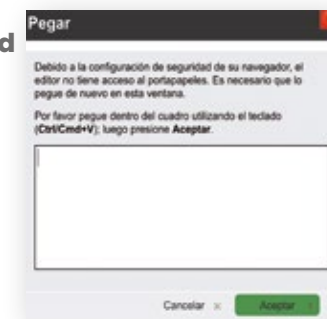 Pegar
d
Debido a la configuración de seguridad de su navegador, el
editor no tiene acceso al portapapeles. Es necesario que lo
pegue de nuevo en esta ventana.
Por favor pegue dentro del cuadro utilizando el teclado
(Ctrl/Cmd+V); luego presione Aceptar.
Cancelar ×
Aceptar